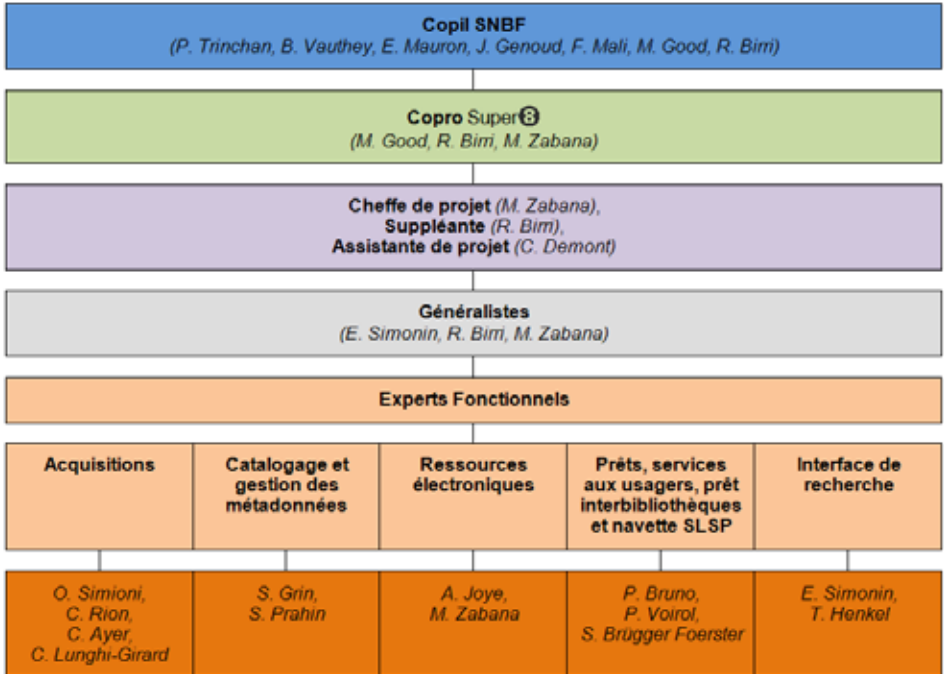 Copil SNBF
(P. Trinchan, B. Vauthey, E. Mauron, J. Genoud, F. Mali, M. Good, R. Birri)
Copro Super8
(M. Good, R. Birri, M. Zabana)
Cheffe de projet (M. Zabana),
Suppléante (R. Birri),
Assistante de projet (C. Demont)
Généralistes
(E. Simonin, R. Birri, M. Zabana)
Experts Fonctionnels
Acquisitions
Catalogage et
gestion des
métadonnées
Ressources
électroniques
Prêts, services
aux usagers, prêt
interbibliothèques
et navette SLSP
Interface de
recherche
O. Simioni,
C. Rion,
C. Ayer,
C. Lunghi-Girard
S. Grin,
S. Prahin
A. Joye,
M. Zabana
P. Bruno,
P. Voirol,
S. Brügger Foerster
E. Simonin,
T. Henkel